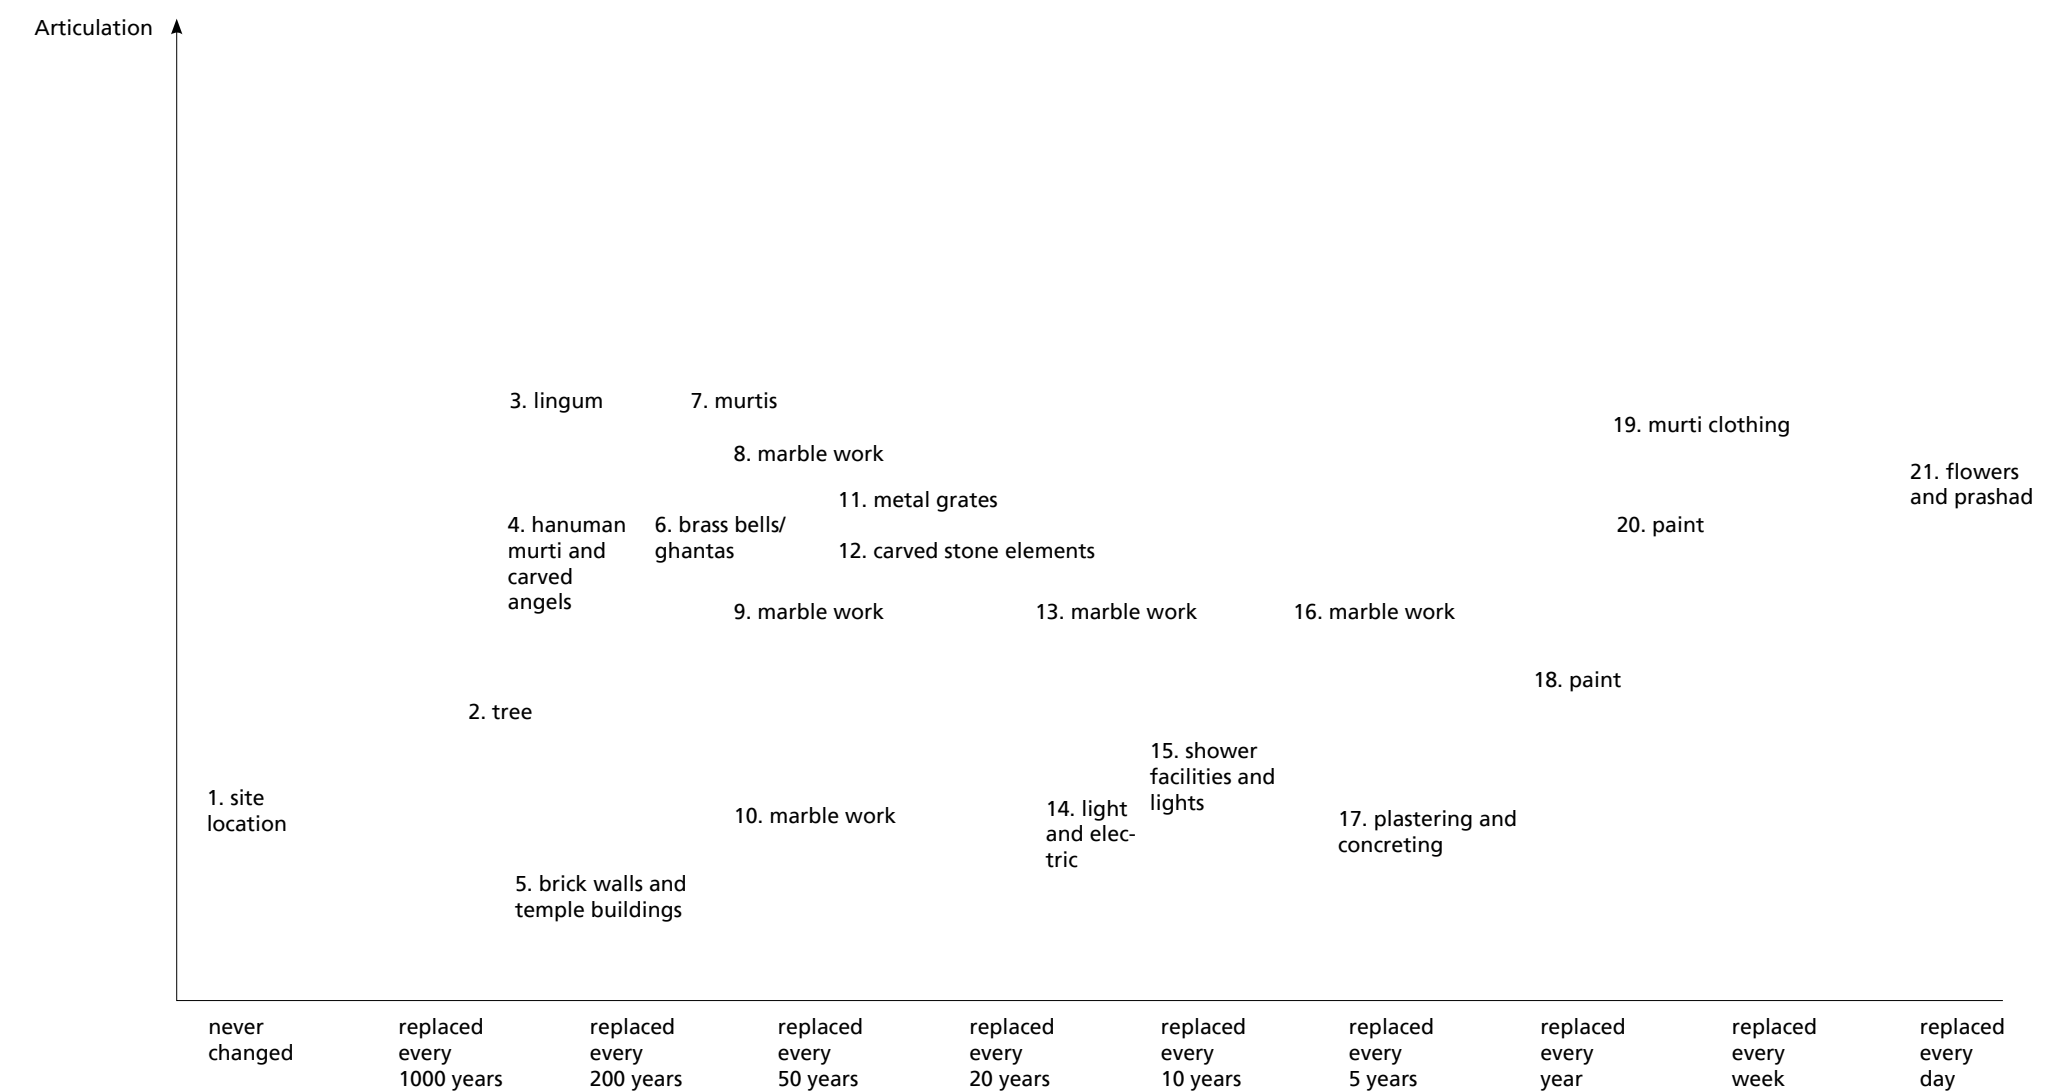 Articulation
3. lingum
7. murtis
19. murti clothing
8. marble work
21. flowers
and prashad
11. metal grates
4. hanuman
murti and
carved
angels
6. brass bells/
ghantas
20. paint
12. carved stone elements
9. marble work
13. marble work
16. marble work
18. paint
2. tree
15. shower
facilities and
lights
1. site
location
10. marble work
14. light
and elec-
tric
17. plastering and
concreting
5. brick walls and
temple buildings
never
changed
replaced
every
1000 years
replaced
every
200 years
replaced
every
50 years
replaced
every
20 years
replaced
every
10 years
replaced
every
5 years
replaced
every
year
replaced
every
week
replaced
every
day